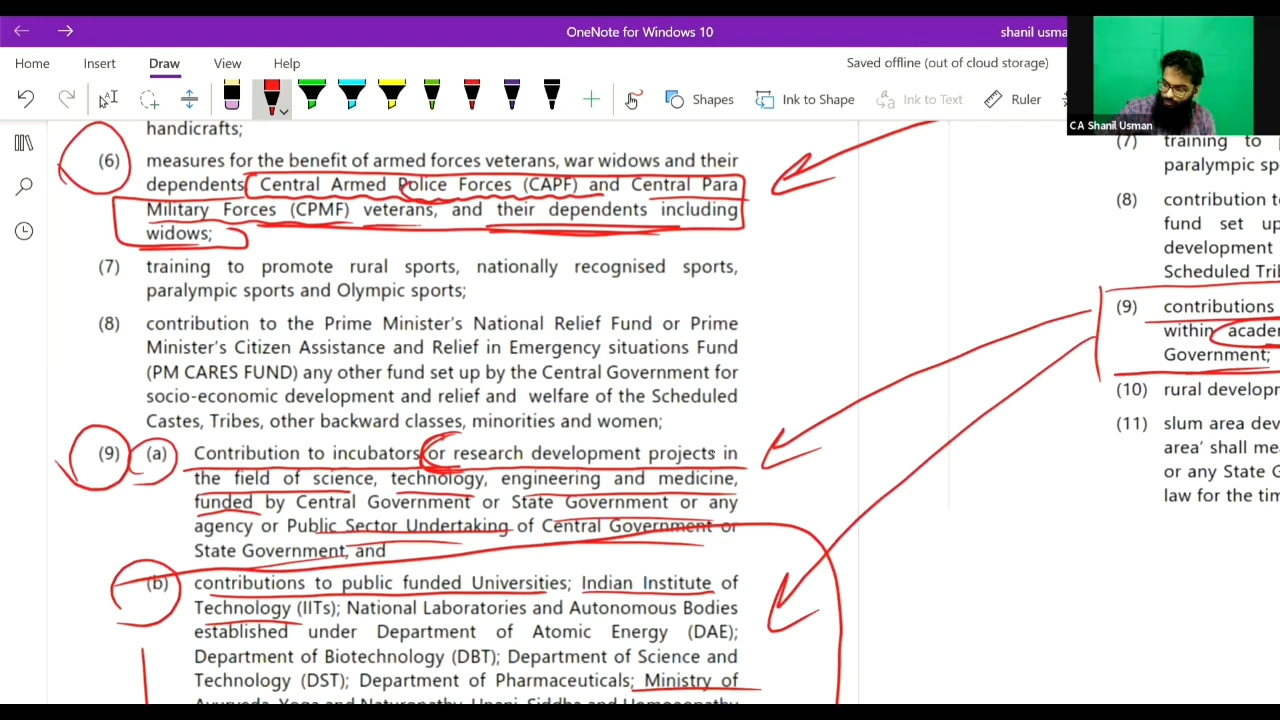 OneNote for Windows 10
shanil usma
Home Insert Draw View Help
Saved offline (out of cloud storage)
Shapes Ink to Shape Ink to Text Ruler
CA Shanil Usman
handicrafts;
(6) measures for the benefit of armed forces veterans, war widows and their
dependents Central Armed Police Forces (CAPF) and Central Para
Military Forces (CPMF) veterans, and their dependents including
widows;
(7) training to promote rural sports, nationally recognised sports,
paralympic sports and Olympic sports;
(8) contribution to the Prime Minister's National Relief Fund or Prime
Minister's Citizen Assistance and Relief in Emergency situations Fund
(PM CARES FUND) any other fund set up by the Central Government for
socio-economic development and relief and welfare of the Scheduled
Castes, Tribes, other backward classes, minorities and women;
(9) (a) Contribution to incubators or research development projects in
the field of science, technology, engineering and medicine,
funded by Central Government or State Government or any
agency or Public Sector Undertaking of Central Government or
State Government, and
(b) contributions to public funded Universities; Indian Institute of
Technology (IITs); National Laboratories and Autonomous Bodies
established under Department of Atomic Energy (DAE);
Department of Biotechnology (DBT); Department of Science and
Technology (DST); Department of Pharmaceuticals; Ministry of
Ayurveda, Yoga and Naturopathy, Unani, Siddha and Homoeopathy
(7) training to p
paralympic sp
(8) contribution to
fund set up
development
Scheduled Trib
(9) contributions
within acade
Government;
(10) rural developr
(11) slum area dev
area' shall me
or any State G
law for the tim